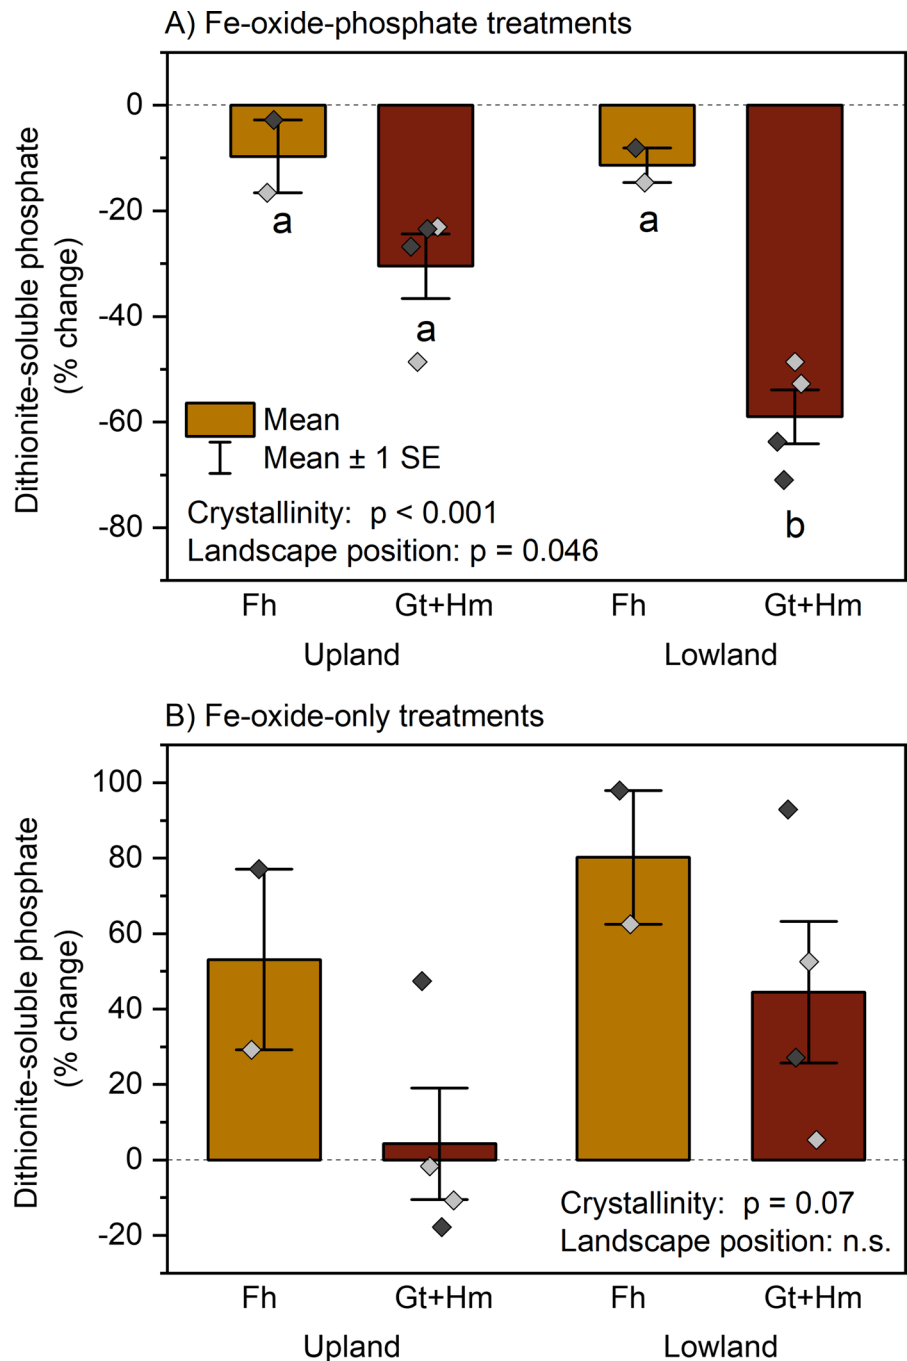 A) Fe-oxide-phosphate treatments
Dithionite-soluble phosphate
(% change)
0
-20
-40
-60
-80
a
a
a
b
Mean
Mean ± 1 SE
Crystallinity: p < 0.001
Landscape position: p = 0.046
Fh
Gt+Hm
Fh
Gt+Hm
Upland
Lowland
B) Fe-oxide-only treatments
Dithionite-soluble phosphate
(% change)
100
80
60
40
20
0
-20
Crystallinity: p = 0.07
Landscape position: n.s.
Fh
Gt+Hm
Fh
Gt+Hm
Upland
Lowland